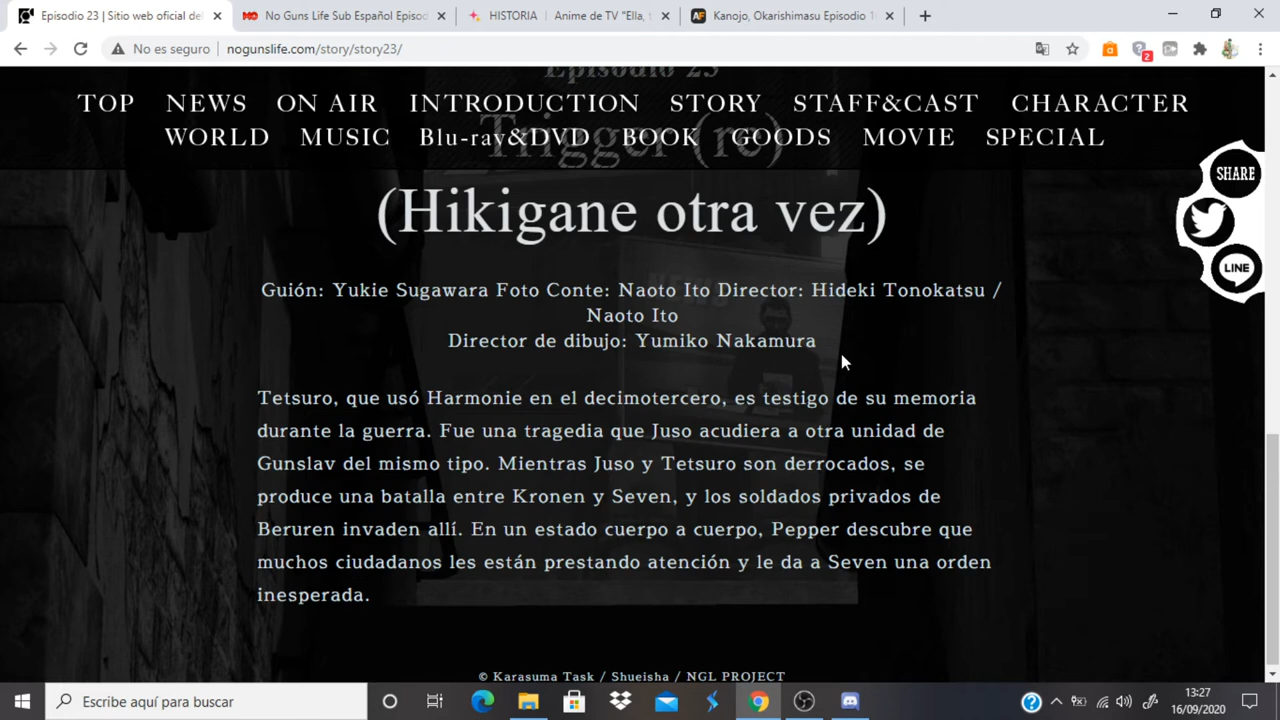 Episodio 23 | Sitio web oficial de
No Guns Life Sub Español Episod
HISTORIA | Anime de TV "Ella, t
Kanojo, Okarishimasu Episodio 1
No es seguro
nogunslife.com/story/story23/
2
Episodio 23
TOP NEWS ON AIR INTRODUCTION STORY STAFF&CAST CHARACTER
WORLD MUSIC Blu-ray&DVD BOOK GOODS MOVIE SPECIAL
Trigger (re)
(Hikigane otra vez)
SHARE
LINE
Guión: Yukie Sugawara Foto Conte: Naoto Ito Director: Hideki Tonokatsu /
Naoto Ito
Director de dibujo: Yumiko Nakamura
Tetsuro, que usó Harmonie en el decimotercero, es testigo de su memoria
durante la guerra. Fue una tragedia que Juso acudiera a otra unidad de
Gunslav del mismo tipo. Mientras Juso y Tetsuro son derrocados, se
produce una batalla entre Kronen y Seven, y los soldados privados de
Beruren invaden allí. En un estado cuerpo a cuerpo, Pepper descubre que
muchos ciudadanos les están prestando atención y le da a Seven una orden
inesperada.
© Karasuma Task / Shueisha / NGL PROJECT
Escribe aquí para buscar
13:27
16/09/2020